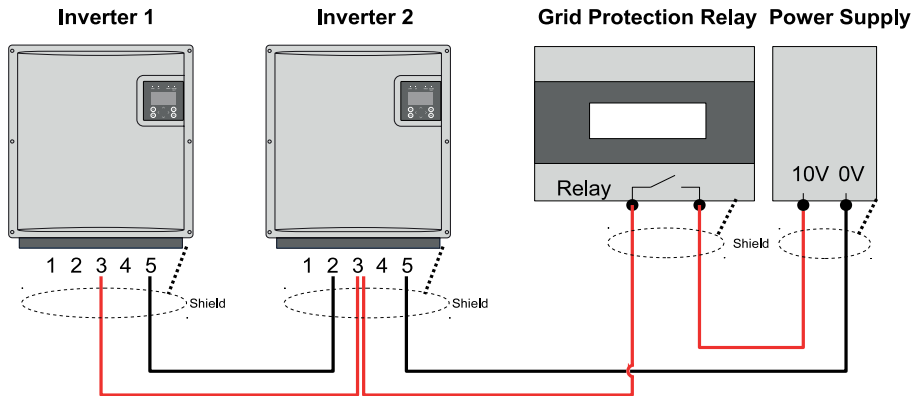 Inverter 1 Inverter 2 Grid Protection Relay Power Supply
10V 0V
Relay
Shield
1 2 3 4 5 1 2 3 4 5
Shield Shield